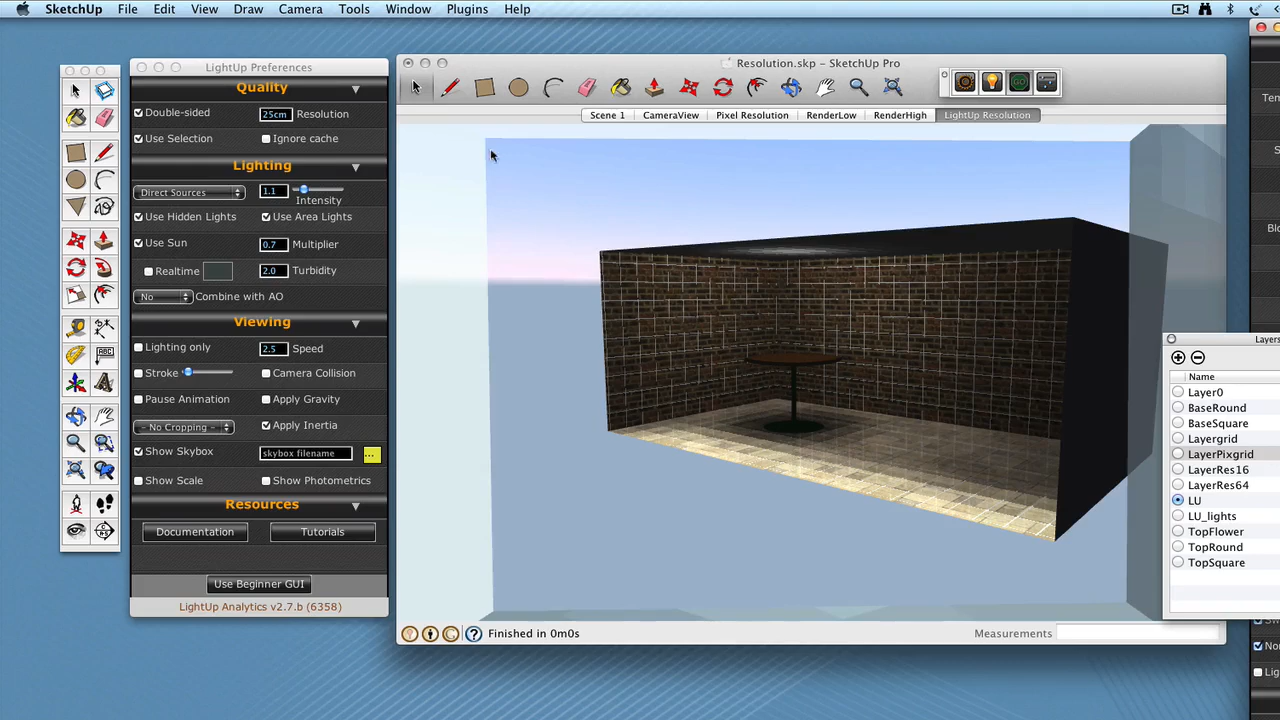 SketchUp File Edit View Draw Camera Tools Window Plugins Help
LightUp Preferences
Quality
Double-sided 25cm Resolution
Use Selection Ignore cache
Lighting
Direct Sources 1.1
Intensity
Use Hidden Lights Use Area Lights
Use Sun 0.7 Multiplier
Realtime 2.0 Turbidity
No Combine with AO
Viewing
Lighting only 2.5 Speed
Stroke Camera Collision
Pause Animation Apply Gravity
- No Cropping - Apply Inertia
Show Skybox skybox filename ...
Show Scale Show Photometrics
Resources
Documentation Tutorials
Use Beginner GUI
LightUp Analytics v2.7.b (6358)
Resolution.skp - SketchUp Pro
Scene 1 CameraView Pixel Resolution RenderLow RenderHigh LightUp Resolution
Finished in 0m0s Measurements
Layers
Name
Layer0
BaseRound
BaseSquare
Layergrid
LayerPixgrid
LayerRes16
LayerRes64
LU
LU_lights
TopFlower
TopRound
TopSquare